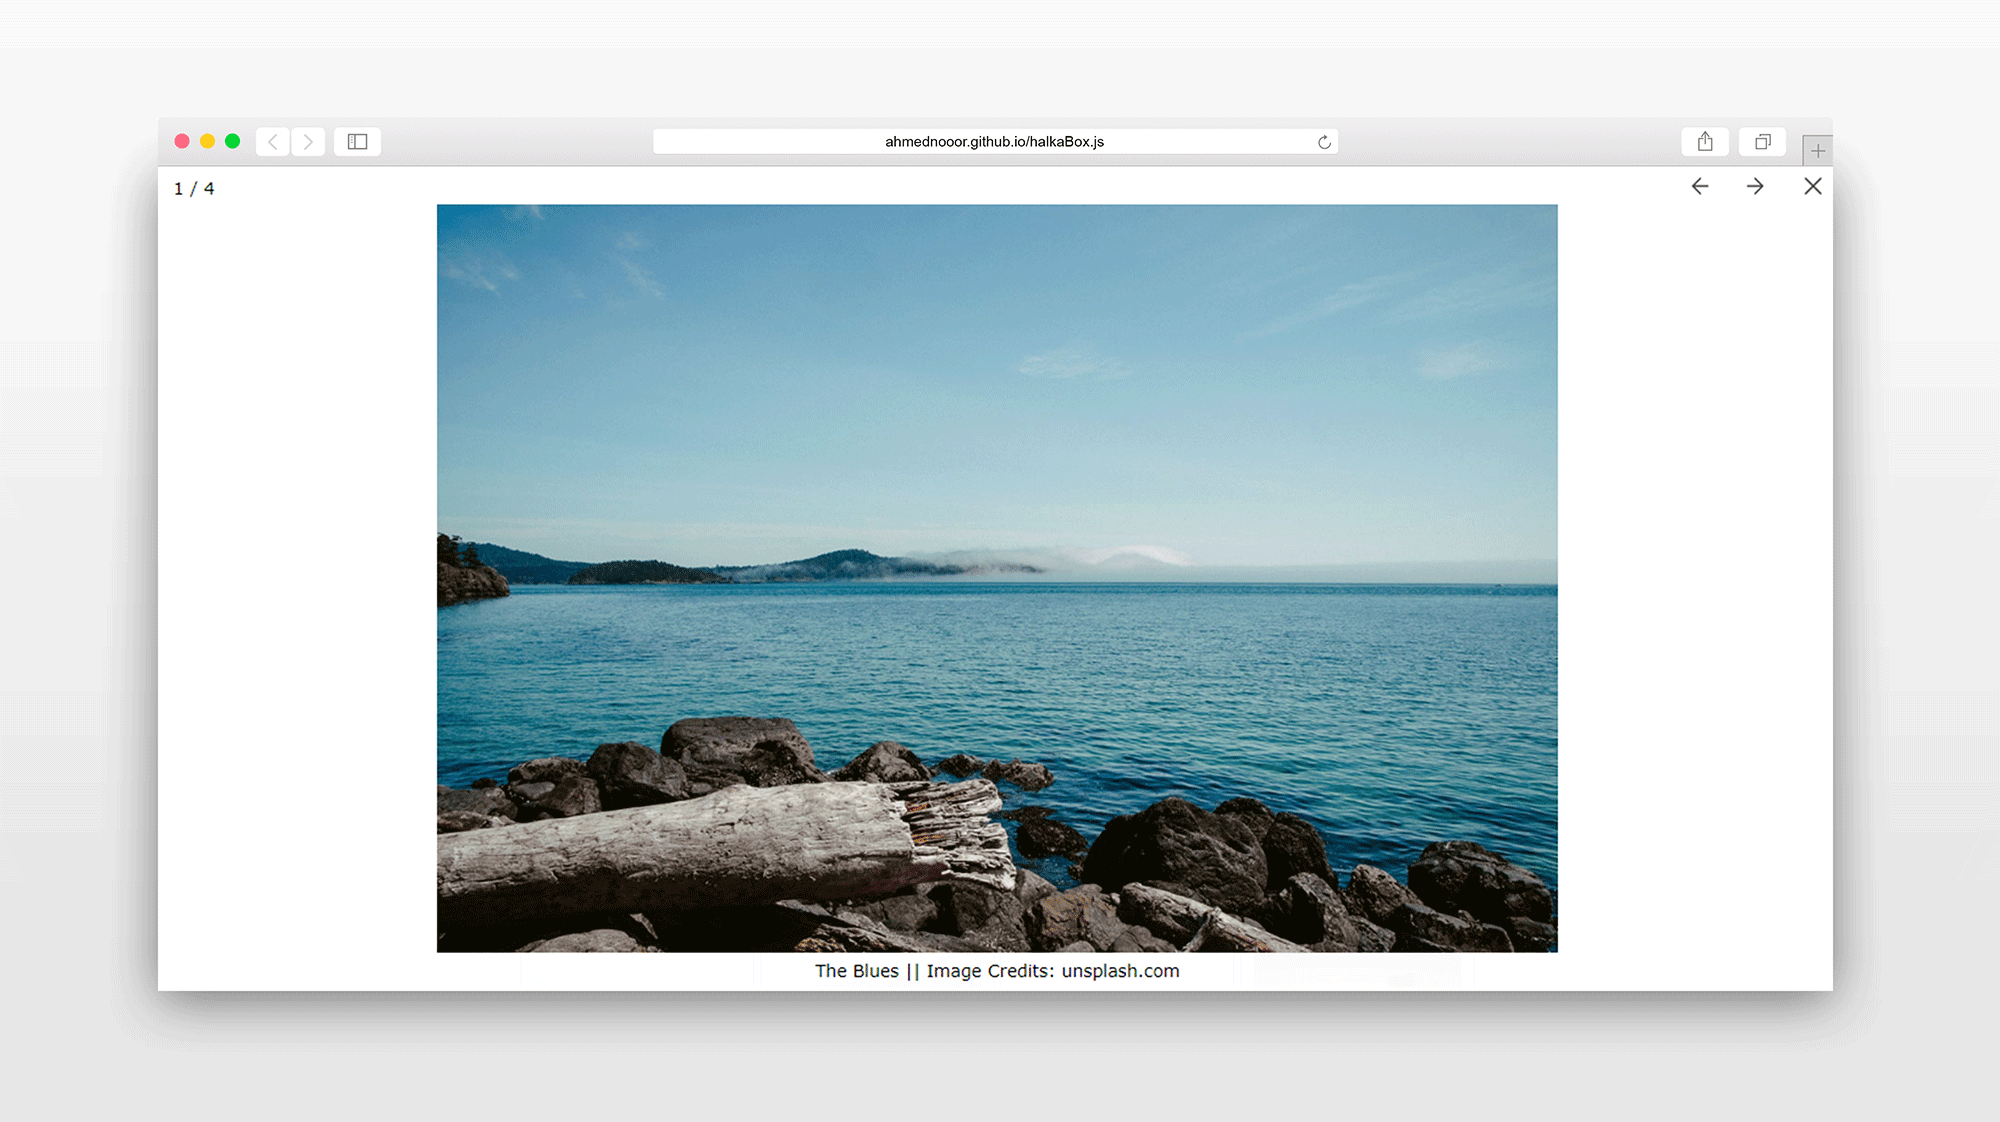 ahmednooor.github.io/halkaBox.js
1 / 4
The Blues || Image Credits: unsplash.com